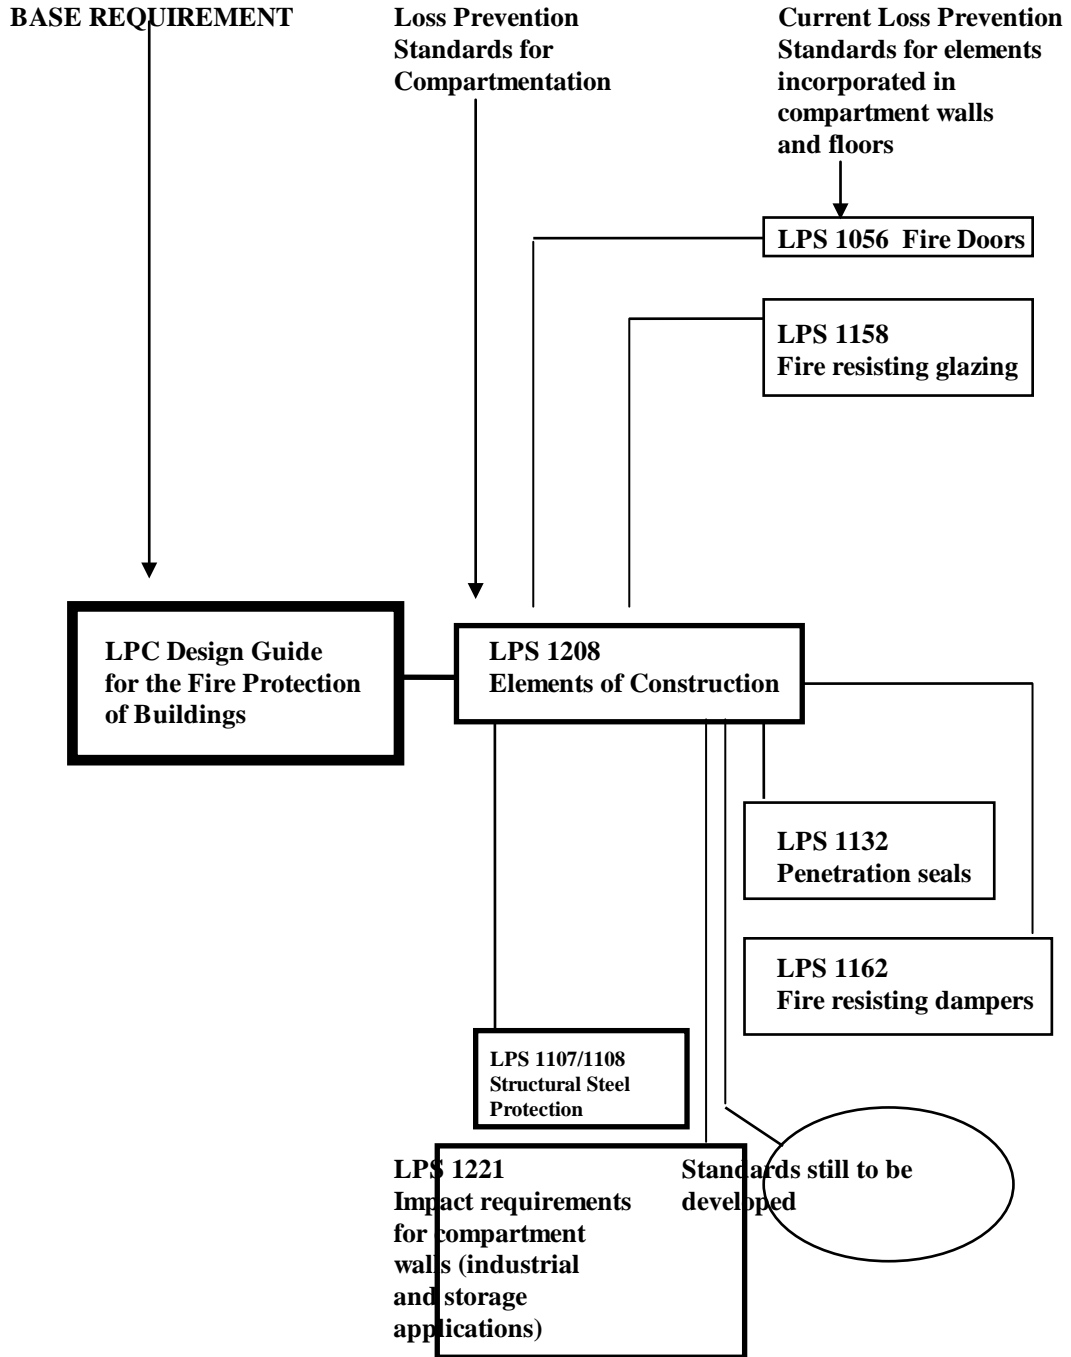 BASE REQUIREMENT
Loss Prevention
Standards for
Compartmentation
Current Loss Prevention
Standards for elements
incorporated in
compartment walls
and floors
LPS 1056 Fire Doors
LPS 1158
Fire resisting glazing
LPC Design Guide
for the Fire Protection
of Buildings
LPS 1208
Elements of Construction
LPS 1132
Penetration seals
LPS 1162
Fire resisting dampers
LPS 1107/1108
Structural Steel
Protection
LPS 1221
Impact requirements
for compartment
walls (industrial
and storage
applications)
Standards still to be
developed